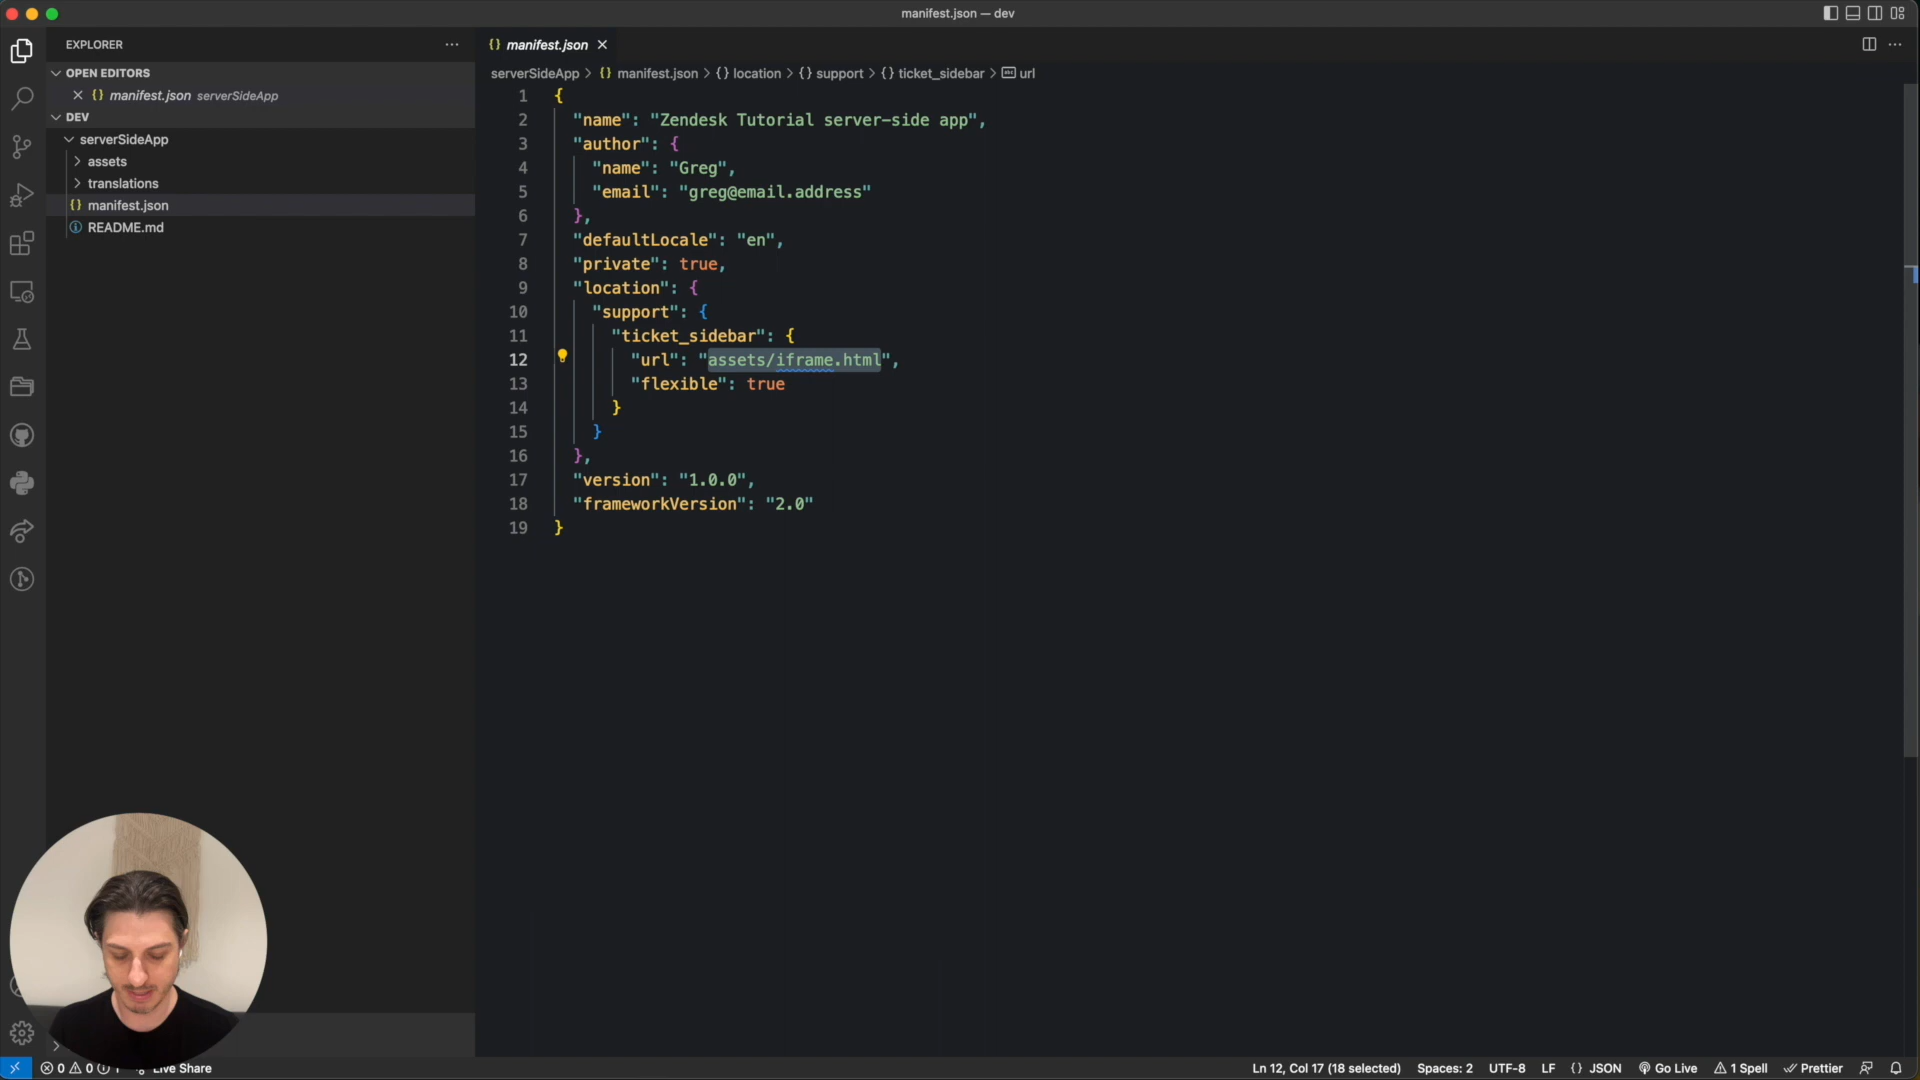 manifest.json — dev
EXPLORER
OPEN EDITORS
manifest.json serverSideApp
DEV
serverSideApp
assets
translations
manifest.json
README.md
manifest.json
serverSideApp > {} manifest.json > {} location > {} support > {} ticket_sidebar > url
1 {
2 "name": "Zendesk Tutorial server-side app",
3 "author": {
4 "name": "Greg",
5 "email": "greg@email.address"
6 },
7 "defaultLocale": "en",
8 "private": true,
9 "location": {
10 "support": {
11 "ticket_sidebar": {
12 "url": "assets/iframe.html",
13 "flexible": true
14 }
15 }
16 },
17 "version": "1.0.0",
18 "frameworkVersion": "2.0"
19 }
0 0 Live Share
Ln 12, Col 17 (18 selected) Spaces: 2 UTF-8 LF {} JSON Go Live 1 Spell Prettier